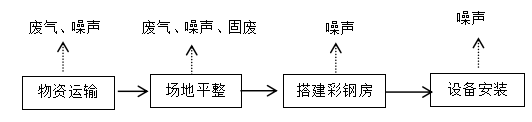 废气、噪声
废气、噪声、固废
噪声
噪声
物资运输
场地平整
搭建彩钢房
设备安装